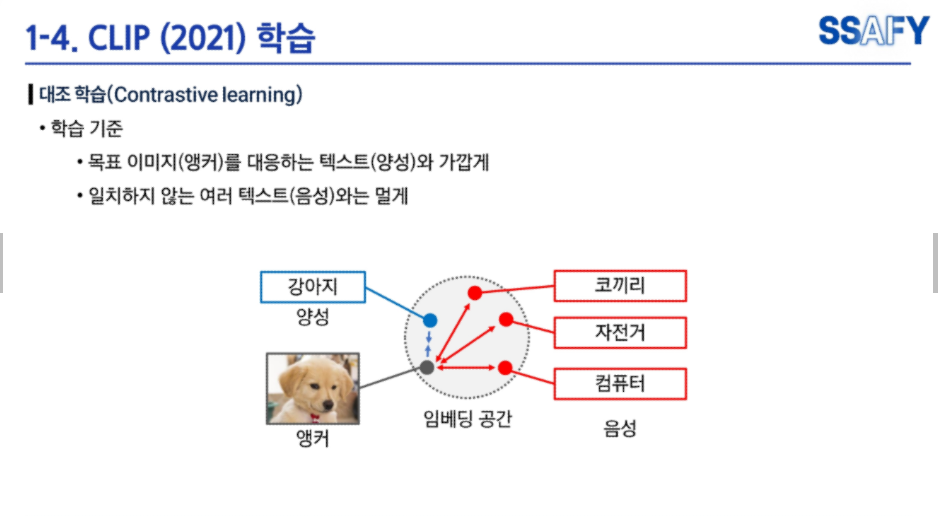 1-4. CLIP (2021) 학습
SSAFY
대조 학습(Contrastive learning)
• 학습 기준
• 목표 이미지(앵커)를 대응하는 텍스트(양성)와 가깝게
• 일치하지 않는 여러 텍스트(음성)와는 멀게
강아지
양성
앵커
임베딩 공간
코끼리
자전거
컴퓨터
음성